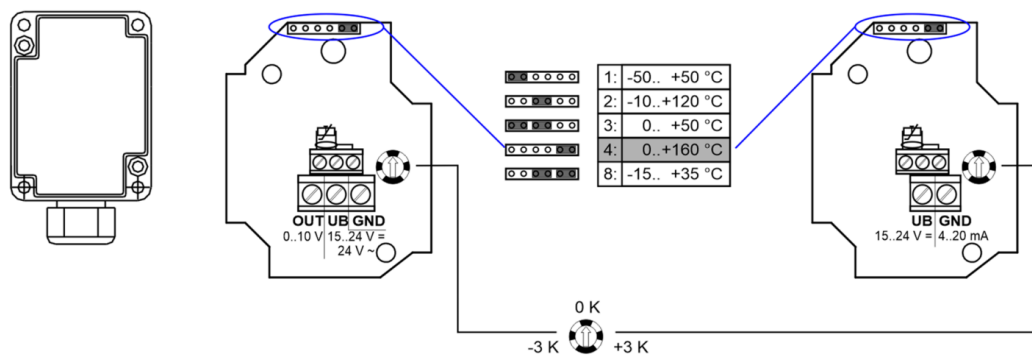 1: -50.. +50 °C
2: -10..+120 °C
3: 0.. +50 °C
4: 0..+160 °C
8: -15.. +35 °C
OUT UB GND
0..10 V 15..24 V =
24 V ~
UB GND
15..24 V = 4..20 mA
0 K
-3 K +3 K